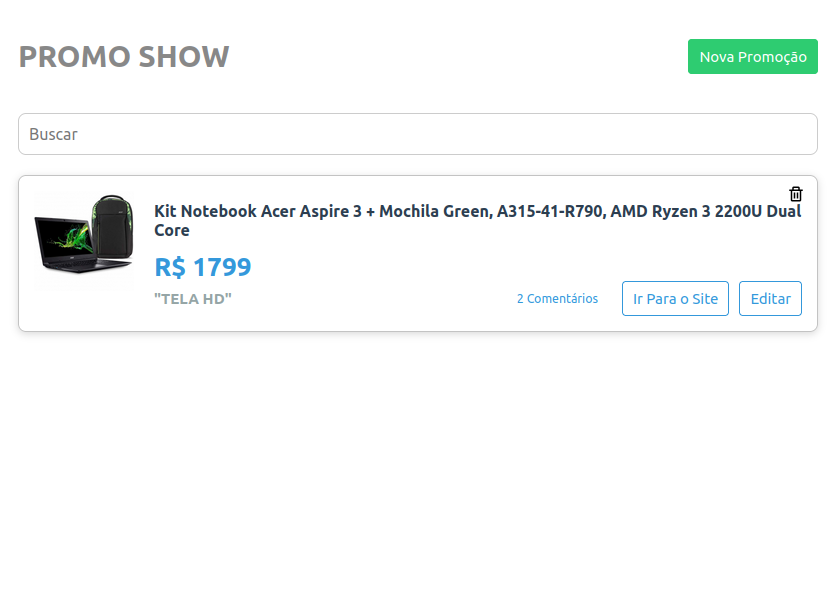 PROMO SHOW
Nova Promoção
Buscar
Kit Notebook Acer Aspire 3 + Mochila Green, A315-41-R790, AMD Ryzen 3 2200U Dual
Core
R$ 1799
"TELA HD"
2 Comentários
Ir Para o Site
Editar